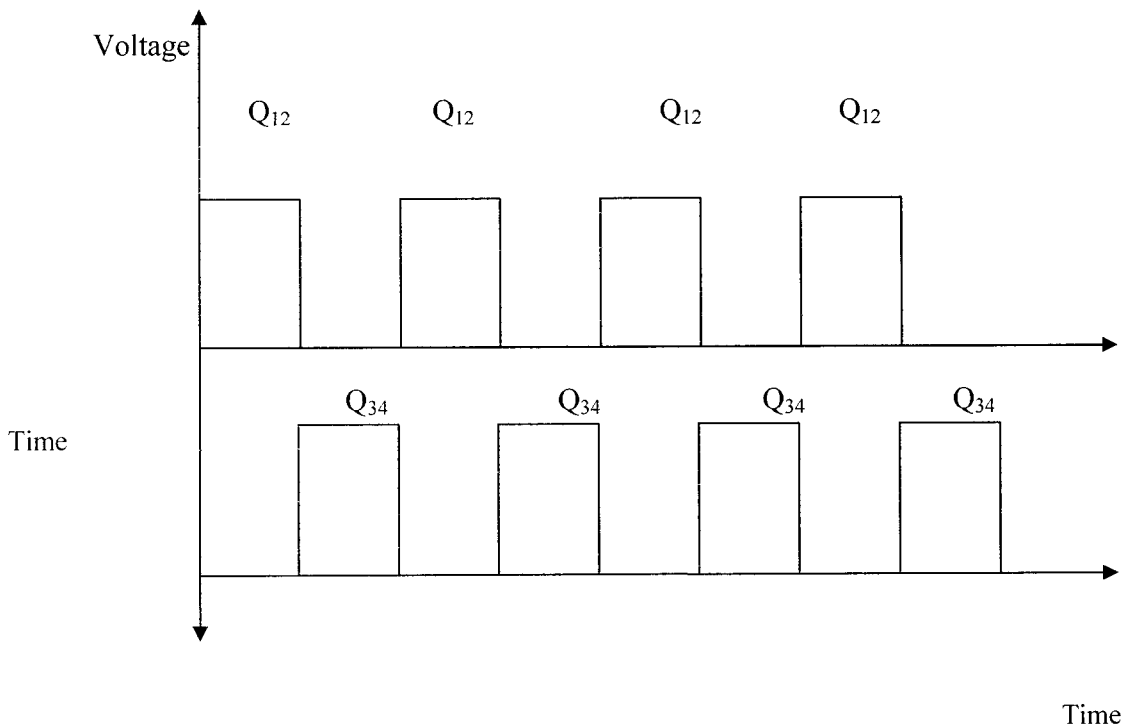 Voltage
Q₁₂ Q₁₂ Q₁₂ Q₁₂
Q₃₄ Q₃₄ Q₃₄ Q₃₄
Time
Time